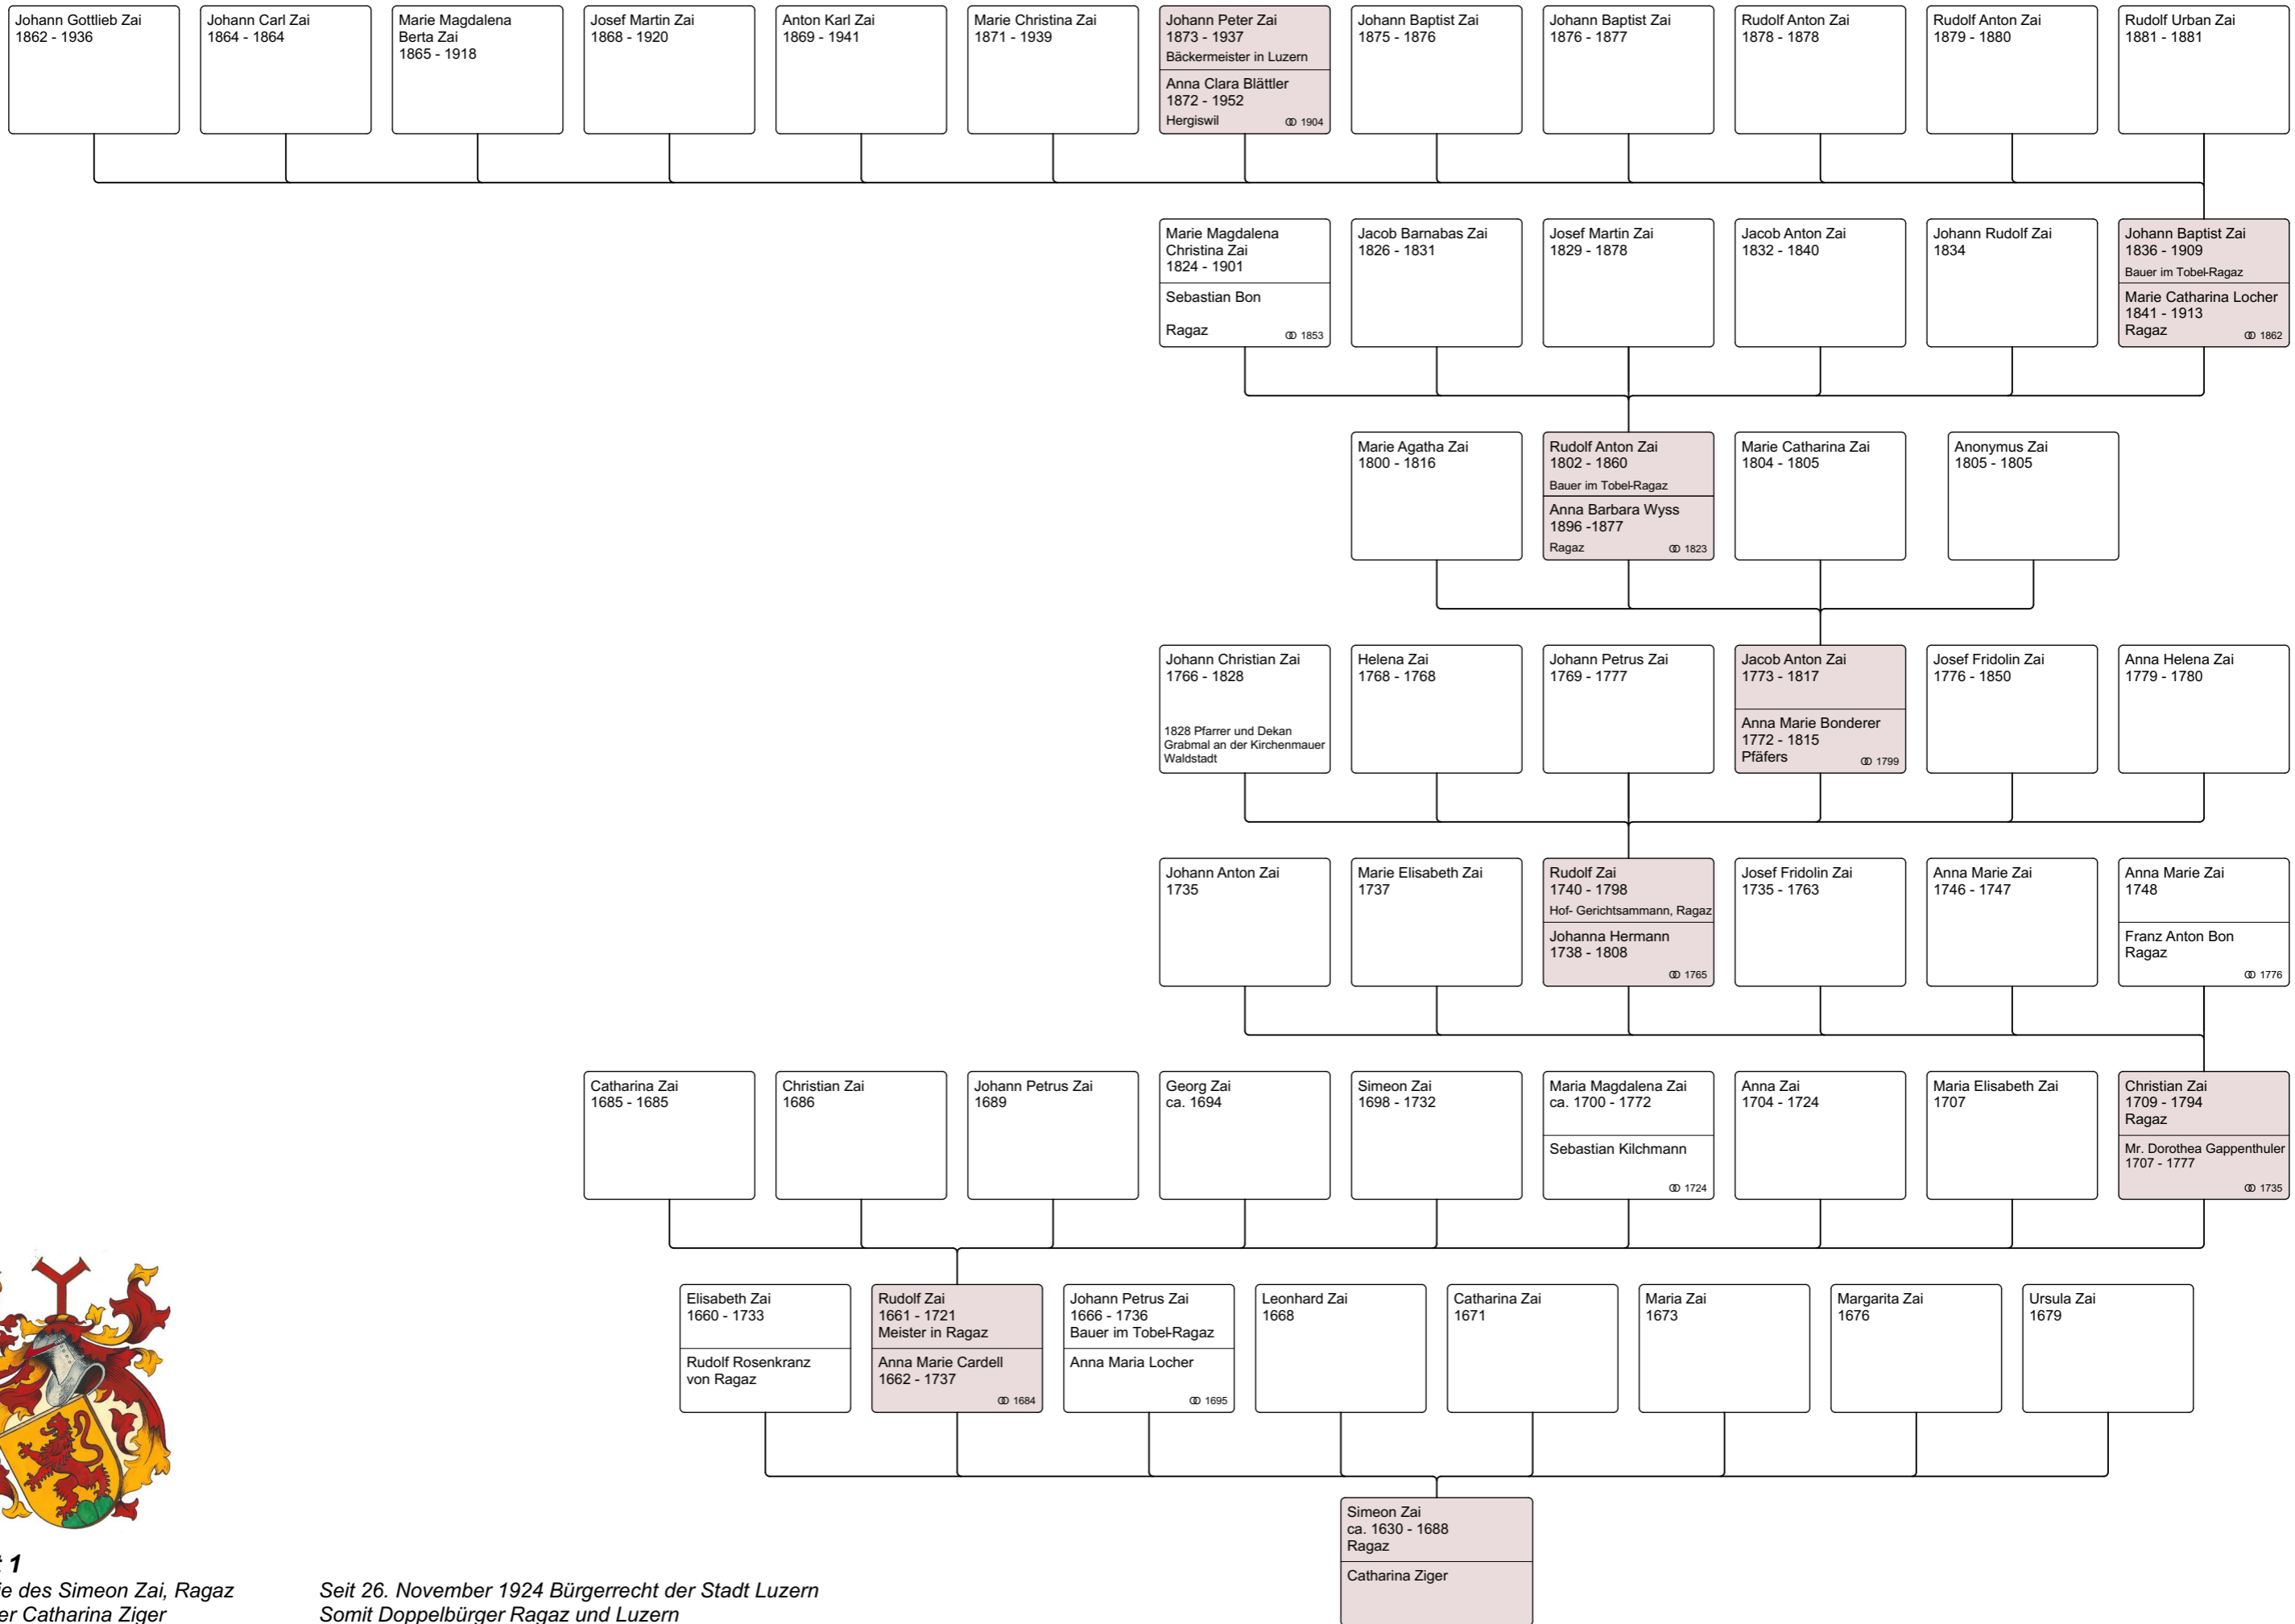 Johann Gottlieb Zai
1862 - 1936
Johann Carl Zai
1864 - 1864
Marie Magdalena
Berta Zai
1865 - 1918
Josef Martin Zai
1868 - 1920
Anton Karl Zai
1869 - 1941
Marie Christina Zai
1871 - 1939
Johann Peter Zai
1873 - 1937
Bäckermeister in Luzern
Anna Clara Blättler
1872 - 1952
Hergiswil ⚭ 1904
Johann Baptist Zai
1875 - 1876
Johann Baptist Zai
1876 - 1877
Rudolf Anton Zai
1878 - 1878
Rudolf Anton Zai
1879 - 1880
Rudolf Urban Zai
1881 - 1881
Marie Magdalena
Christina Zai
1824 - 1901
Sebastian Bon
Ragaz ⚭ 1853
Jacob Barnabas Zai
1826 - 1831
Josef Martin Zai
1829 - 1878
Jacob Anton Zai
1832 - 1840
Johann Rudolf Zai
1834
Johann Baptist Zai
1836 - 1909
Bauer im Tobel-Ragaz
Marie Catharina Locher
1841 - 1913
Ragaz ⚭ 1862
Marie Agatha Zai
1800 - 1816
Rudolf Anton Zai
1802 - 1860
Bauer im Tobel-Ragaz
Anna Barbara Wyss
1896 -1877
Ragaz ⚭ 1823
Marie Catharina Zai
1804 - 1805
Anonymus Zai
1805 - 1805
Johann Christian Zai
1766 - 1828
1828 Pfarrer und Dekan
Grabmal an der Kirchenmauer
Waldstadt
Helena Zai
1768 - 1768
Johann Petrus Zai
1769 - 1777
Jacob Anton Zai
1773 - 1817
Anna Marie Bonderer
1772 - 1815
Pfäfers ⚭ 1799
Josef Fridolin Zai
1776 - 1850
Anna Helena Zai
1779 - 1780
Johann Anton Zai
1735
Marie Elisabeth Zai
1737
Rudolf Zai
1740 - 1798
Hof- Gerichtsammann, Ragaz
Johanna Hermann
1738 - 1808
⚭ 1765
Josef Fridolin Zai
1735 - 1763
Anna Marie Zai
1746 - 1747
Anna Marie Zai
1748
Franz Anton Bon
Ragaz
⚭ 1776
Catharina Zai
1685 - 1685
Christian Zai
1686
Johann Petrus Zai
1689
Georg Zai
ca. 1694
Simeon Zai
1698 - 1732
Maria Magdalena Zai
ca. 1700 - 1772
Sebastian Kilchmann
⚭ 1724
Anna Zai
1704 - 1724
Maria Elisabeth Zai
1707
Christian Zai
1709 - 1794
Ragaz
Mr. Dorothea Gappenthuler
1707 - 1777
⚭ 1735
Elisabeth Zai
1660 - 1733
Rudolf Rosenkranz
von Ragaz
Rudolf Zai
1661 - 1721
Meister in Ragaz
Anna Marie Cardell
1662 - 1737
⚭ 1684
Johann Petrus Zai
1666 - 1736
Bauer im Tobel-Ragaz
Anna Maria Locher
⚭ 1695
Leonhard Zai
1668
Catharina Zai
1671
Maria Zai
1673
Margarita Zai
1676
Ursula Zai
1679
Simeon Zai
ca. 1630 - 1688
Ragaz
Catharina Ziger
1
des Simeon Zai, Ragaz
Catharina Ziger
Seit 26. November 1924 Bürgerrecht der Stadt Luzern
Somit Doppelbürger Ragaz und Luzern